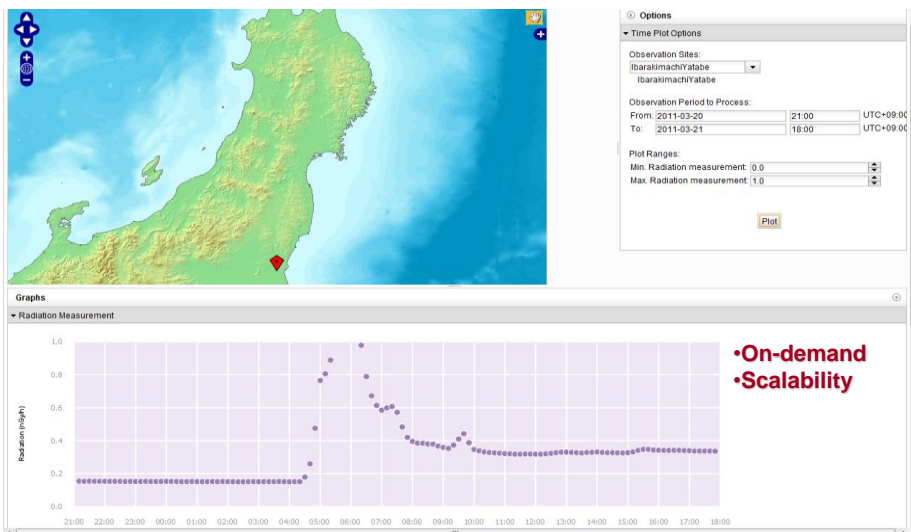 Options
Time Plot Options
Observation Sites:
IbarakimachiYatabe
IbarakimachiYatabe
Observation Period to Process:
From: 2011-03-20 21:00 UTC+09:00
To: 2011-03-21 18:00 UTC+09:00
Plot Ranges:
Min. Radiation measurement: 0.0
Max. Radiation measurement: 1.0
Plot
Graphs
Radiation Measurement
•On-demand
•Scalability
Radiation (nGy/h)
1.0
0.8
0.6
0.4
0.2
0.0
21:00 22:00 23:00 00:00 01:00 02:00 03:00 04:00 05:00 06:00 07:00 08:00 09:00 10:00 11:00 12:00 13:00 14:00 15:00 16:00 17:00 18:00